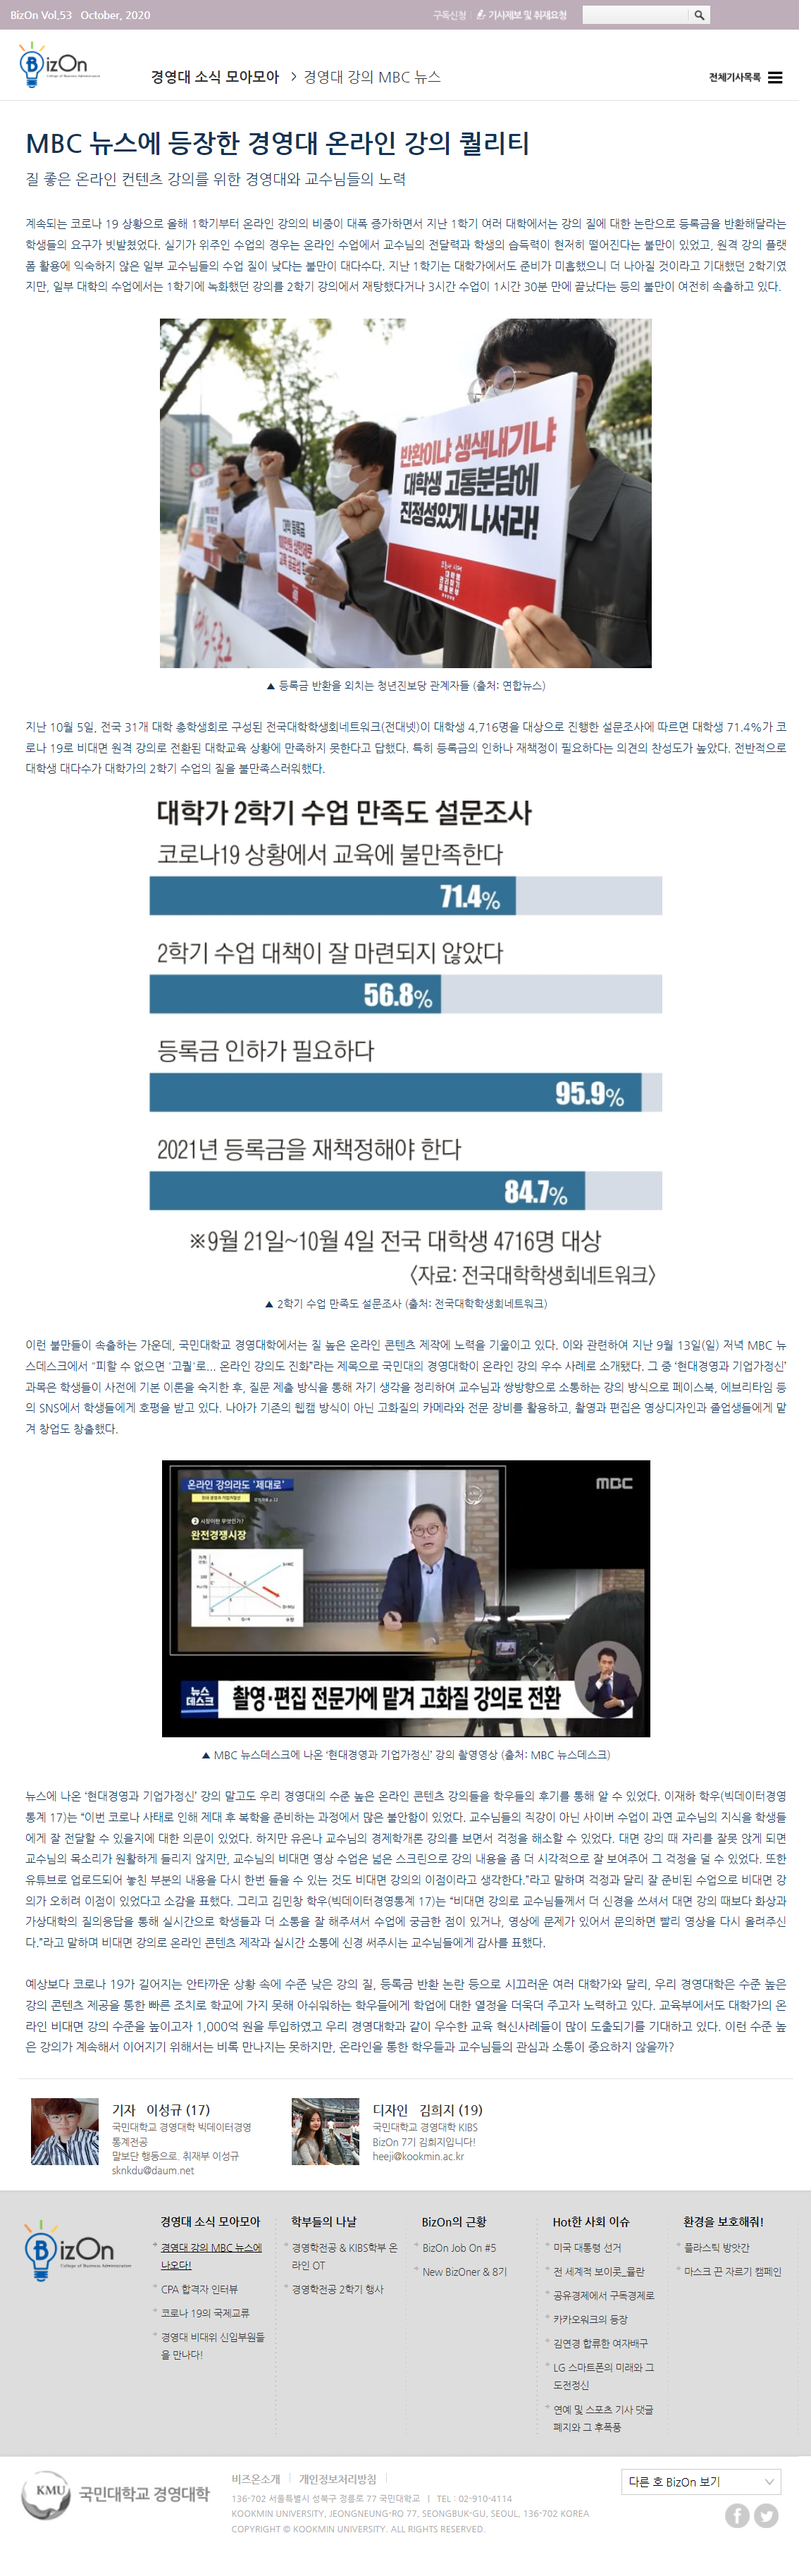 BizOn Vol.53 October, 2020
구독신청
기사제보 및 취재요청
BizOn
College of Business Administration
경영대 소식 모아모아 > 경영대 강의 MBC 뉴스
전체기사목록
MBC 뉴스에 등장한 경영대 온라인 강의 퀄리티
질 좋은 온라인 컨텐츠 강의를 위한 경영대와 교수님들의 노력
계속되는 코로나 19 상황으로 올해 1학기부터 온라인 강의의 비중이 대폭 증가하면서 지난 1학기 여러 대학에서는 강의 질에 대한 논란으로 등록금을 반환해달라는
학생들의 요구가 빗발쳤었다. 실기가 위주인 수업의 경우는 온라인 수업에서 교수님의 전달력과 학생의 습득력이 현저히 떨어진다는 불만이 있었고, 원격 강의 플랫
폼 활용에 익숙하지 않은 일부 교수님들의 수업 질이 낮다는 불만이 대다수다. 지난 1학기는 대학가에서도 준비가 미흡했으니 더 나아질 것이라고 기대했던 2학기였
지만, 일부 대학의 수업에서는 1학기에 녹화했던 강의를 2학기 강의에서 재탕했다거나 3시간 수업이 1시간 30분 만에 끝났다는 등의 불만이 여전히 속출하고 있다.
반환이냐 생색내기냐
대학생 고통분담에
진정성있게 나서라!
▲ 등록금 반환을 외치는 청년진보당 관계자들 (출처: 연합뉴스)
지난 10월 5일, 전국 31개 대학 총학생회로 구성된 전국대학학생회네트워크(전대넷)이 대학생 4,716명을 대상으로 진행한 설문조사에 따르면 대학생 71.4%가 코
로나 19로 비대면 원격 강의로 전환된 대학교육 상황에 만족하지 못한다고 답했다. 특히 등록금의 인하나 재책정이 필요하다는 의견의 찬성도가 높았다. 전반적으로
대학생 대다수가 대학가의 2학기 수업의 질을 불만족스러워했다.
대학가 2학기 수업 만족도 설문조사
코로나19 상황에서 교육에 불만족한다
71.4%
2학기 수업 대책이 잘 마련되지 않았다
56.8%
등록금 인하가 필요하다
95.9%
2021년 등록금을 재책정해야 한다
84.7%
※9월 21일~10월 4일 전국 대학생 4716명 대상
〈자료: 전국대학학생회네트워크〉
▲ 2학기 수업 만족도 설문조사 (출처: 전국대학학생회네트워크)
이런 불만들이 속출하는 가운데, 국민대학교 경영대학에서는 질 높은 온라인 콘텐츠 제작에 노력을 기울이고 있다. 이와 관련하여 지난 9월 13일(일) 저녁 MBC 뉴
스데스크에서 "피할 수 없으면 '고퀄'로... 온라인 강의도 진화"라는 제목으로 국민대의 경영대학이 온라인 강의 우수 사례로 소개됐다. 그 중 '현대경영과 기업가정신'
과목은 학생들이 사전에 기본 이론을 숙지한 후, 질문 제출 방식을 통해 자기 생각을 정리하여 교수님과 쌍방향으로 소통하는 강의 방식으로 페이스북, 에브리타임 등
의 SNS에서 학생들에게 호평을 받고 있다. 나아가 기존의 웹캠 방식이 아닌 고화질의 카메라와 전문 장비를 활용하고, 촬영과 편집은 영상디자인과 졸업생들에게 맡
겨 창업도 창출했다.
온라인 강의라도 '제대로'
MBC
완전경쟁시장
뉴스
데스크
촬영·편집 전문가에 맡겨 고화질 강의로 전환
▲ MBC 뉴스데스크에 나온 '현대경영과 기업가정신' 강의 촬영영상 (출처: MBC 뉴스데스크)
뉴스에 나온 '현대경영과 기업가정신' 강의 말고도 우리 경영대의 수준 높은 온라인 콘텐츠 강의들을 학우들의 후기를 통해 알 수 있었다. 이재하 학우(빅데이터경영
통계 17)는 "이번 코로나 사태로 인해 제대 후 복학을 준비하는 과정에서 많은 불안함이 있었다. 교수님들의 직강이 아닌 사이버 수업이 과연 교수님의 지식을 학생들
에게 잘 전달할 수 있을지에 대한 의문이 있었다. 하지만 유은나 교수님의 경제학개론 강의를 보면서 걱정을 해소할 수 있었다. 대면 강의 때 자리를 잘못 앉게 되면
교수님의 목소리가 원활하게 들리지 않지만, 교수님의 비대면 영상 수업은 넓은 스크린으로 강의 내용을 좀 더 시각적으로 잘 보여주어 그 걱정을 덜 수 있었다. 또한
유튜브로 업로드되어 놓친 부분의 내용을 다시 한번 들을 수 있는 것도 비대면 강의의 이점이라고 생각한다."라고 말하며 걱정과 달리 잘 준비된 수업으로 비대면 강
의가 오히려 이점이 있었다고 소감을 표했다. 그리고 김민창 학우(빅데이터경영통계 17)는 "비대면 강의로 교수님들께서 더 신경을 쓰셔서 대면 강의 때보다 화상과
가상대학의 질의응답을 통해 실시간으로 학생들과 더 소통을 잘 해주셔서 수업에 궁금한 점이 있거나, 영상에 문제가 있어서 문의하면 빨리 영상을 다시 올려주신
다."라고 말하며 비대면 강의로 온라인 콘텐츠 제작과 실시간 소통에 신경 써주시는 교수님들에게 감사를 표했다.
예상보다 코로나 19가 길어지는 안타까운 상황 속에 수준 낮은 강의 질, 등록금 반환 논란 등으로 시끄러운 여러 대학가와 달리, 우리 경영대학은 수준 높은
강의 콘텐츠 제공을 통한 빠른 조치로 학교에 가지 못해 아쉬워하는 학우들에게 학업에 대한 열정을 더욱더 주고자 노력하고 있다. 교육부에서도 대학가의 온
라인 비대면 강의 수준을 높이고자 1,000억 원을 투입하였고 우리 경영대학과 같이 우수한 교육 혁신사례들이 많이 도출되기를 기대하고 있다. 이런 수준 높
은 강의가 계속해서 이어지기 위해서는 비록 만나지는 못하지만, 온라인을 통한 학우들과 교수님들의 관심과 소통이 중요하지 않을까?
기자 이성규 (17)
국민대학교 경영대학 빅데이터경영
통계전공
말보단 행동으로. 취재부 이성규
sknkdu@daum.net
디자인 김희지 (19)
국민대학교 경영대학 KIBS
BizOn 7기 김희지입니다!
heeji@kookmin.ac.kr
BizOn
College of Business Administration
경영대 소식 모아모아
경영대 강의 MBC 뉴스에
나오다!
CPA 합격자 인터뷰
코로나 19의 국제교류
경영대 비대위 신입부원들
을 만나다!
학부들의 나날
경영학전공 & KIBS학부 온
라인 OT
경영학전공 2학기 행사
BizOn의 근황
BizOn Job On #5
New BizOner & 8기
Hot한 사회 이슈
미국 대통령 선거
전 세계적 보이콧_뮬란
공유경제에서 구독경제로
카카오워크의 등장
김연경 합류한 여자배구
LG 스마트폰의 미래와 그
도전정신
연예 및 스포츠 기사 댓글
폐지와 그 후폭풍
환경을 보호해줘!
플라스틱 방앗간
마스크 끈 자르기 캠페인
KMU 국민대학교 경영대학
비즈온소개
개인정보처리방침
136-702 서울특별시 성북구 정릉로 77 국민대학교 | TEL : 02-910-4114
KOOKMIN UNIVERSITY, JEONGNEUNG-RO 77, SEONGBUK-GU, SEOUL, 136-702 KOREA
COPYRIGHT © KOOKMIN UNIVERSITY. ALL RIGHTS RESERVED.
다른 호 BizOn 보기